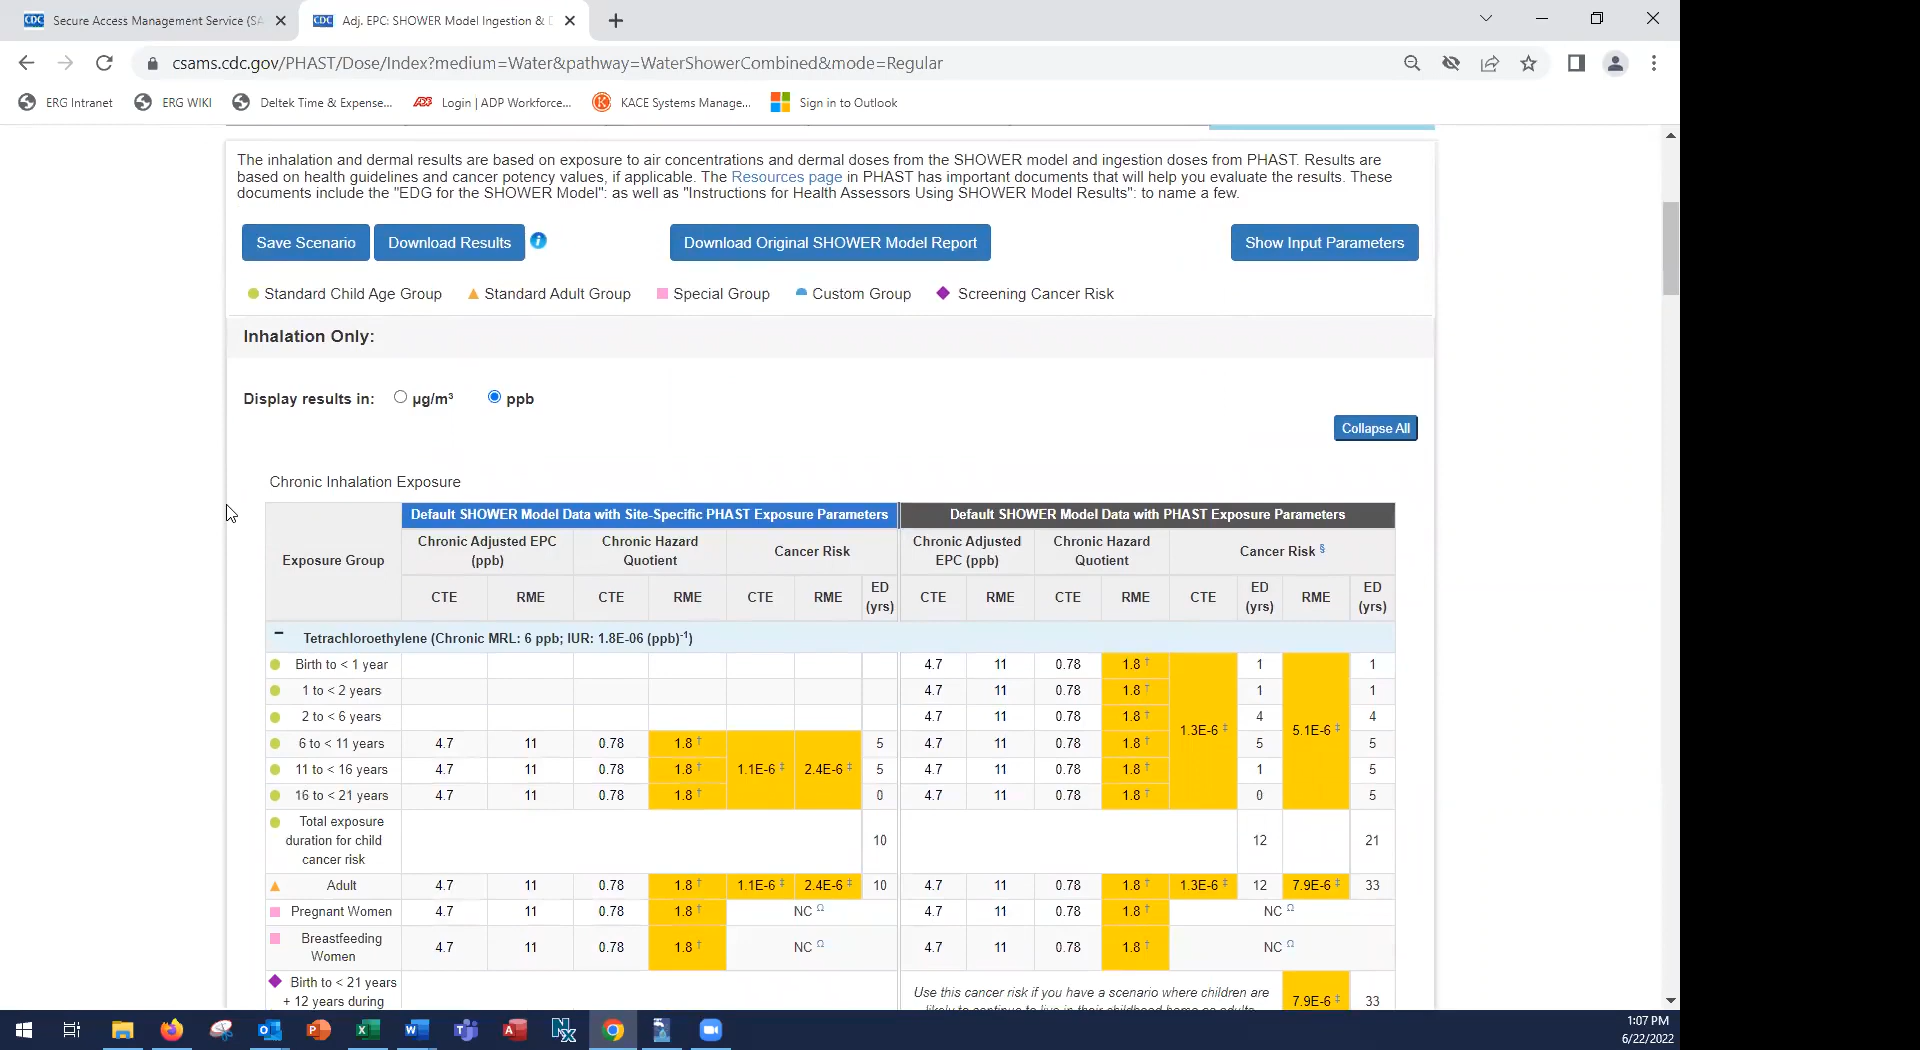 Secure Access Management Service (SA
Adj. EPC: SHOWER Model Ingestion & D
csams.cdc.gov/PHAST/Dose/Index?medium=Water&pathway=WaterShowerCombined&mode=Regular
ERG Intranet ERG WIKI Deltek Time & Expense... Login | ADP Workforce... KACE Systems Manage... Sign in to Outlook
The inhalation and dermal results are based on exposure to air concentrations and dermal doses from the SHOWER model and ingestion doses from PHAST. Results are
based on health guidelines and cancer potency values, if applicable. The Resources page in PHAST has important documents that will help you evaluate the results. These
documents include the "EDG for the SHOWER Model": as well as "Instructions for Health Assessors Using SHOWER Model Results": to name a few.
Save Scenario Download Results Download Original SHOWER Model Report Show Input Parameters
Standard Child Age Group Standard Adult Group Special Group Custom Group Screening Cancer Risk
Inhalation Only:
Display results in: µg/m³ ppb
Collapse All
Chronic Inhalation Exposure
Exposure Group
Default SHOWER Model Data with Site-Specific PHAST Exposure Parameters Default SHOWER Model Data with PHAST Exposure Parameters
Chronic Adjusted EPC (ppb) Chronic Hazard Quotient Cancer Risk Chronic Adjusted EPC (ppb) Chronic Hazard Quotient Cancer Risk §
CTE RME CTE RME CTE RME ED (yrs) CTE RME CTE RME CTE ED (yrs) RME ED (yrs)
− Tetrachloroethylene (Chronic MRL: 6 ppb; IUR: 1.8E-06 (ppb)⁻¹)
Birth to < 1 year 4.7 11 0.78 1.8 † 1 1
1 to < 2 years 4.7 11 0.78 1.8 † 1 1
2 to < 6 years 4.7 11 0.78 1.8 † 1.3E-6 ‡ 4 5.1E-6 ‡ 4
6 to < 11 years 4.7 11 0.78 1.8 † 5 4.7 11 0.78 1.8 † 5 5
11 to < 16 years 4.7 11 0.78 1.8 † 1.1E-6 ‡ 2.4E-6 ‡ 5 4.7 11 0.78 1.8 † 1 5
16 to < 21 years 4.7 11 0.78 1.8 † 0 4.7 11 0.78 1.8 † 0 5
Total exposure
duration for child 10 12 21
cancer risk
Adult 4.7 11 0.78 1.8 † 1.1E-6 ‡ 2.4E-6 ‡ 10 4.7 11 0.78 1.8 † 1.3E-6 ‡ 12 7.9E-6 ‡ 33
Pregnant Women 4.7 11 0.78 1.8 † NC Ω 4.7 11 0.78 1.8 † NC Ω
Breastfeeding
Women 4.7 11 0.78 1.8 † NC Ω 4.7 11 0.78 1.8 † NC Ω
Birth to < 21 years Use this cancer risk if you have a scenario where children are
+ 12 years during likely to continue to live in their childhood home as adults. 7.9E-6 ‡ 33
1:07 PM
6/22/2022